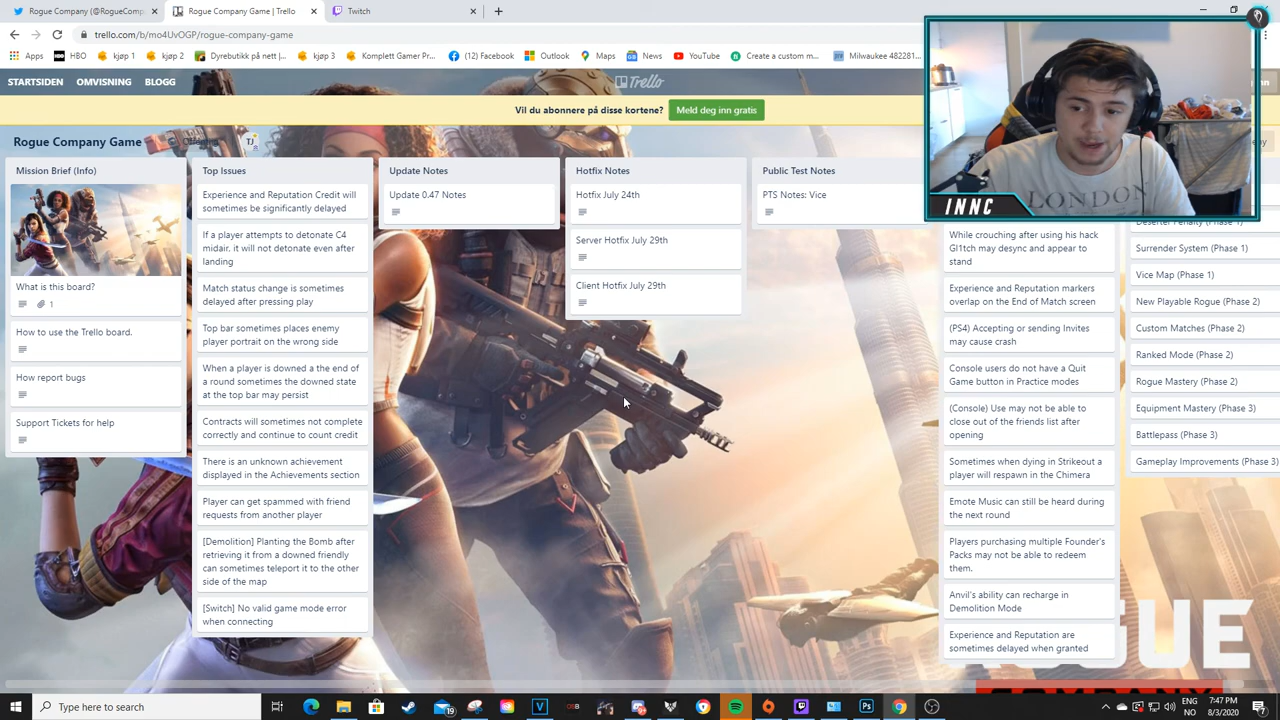 Rogue Company (@RogueComp
Rogue Company Game | Trello
Twitch
trello.com/b/mo4UvOGP/rogue-company-game
Apps
HBO
kjøp 1
kjøp 2
Dyrebutikk på nett |...
kjøp 3
Komplett Gamer Pr...
(12) Facebook
Outlook
Maps
News
YouTube
Create a custom m...
Milwaukee 482281...
STARTSIDEN
OMVISNING
BLOGG
Trello
Vil du abonnere på disse kortene?
Meld deg inn gratis
Rogue Company Game
TJ
INNC
LONDON
Mission Brief (Info)
What is this board?
1
How to use the Trello board.
How report bugs
Support Tickets for help
Top Issues
Experience and Reputation Credit will
sometimes be significantly delayed
If a player attempts to detonate C4
midair, it will not detonate even after
landing
Match status change is sometimes
delayed after pressing play
Top bar sometimes places enemy
player portrait on the wrong side
When a player is downed a the end of
a round sometimes the downed state
at the top bar may persist
Contracts will sometimes not complete
correctly and continue to count credit
There is an unknown achievement
displayed in the Achievements section
Player can get spammed with friend
requests from another player
[Demolition] Planting the Bomb after
retrieving it from a downed friendly
can sometimes teleport it to the other
side of the map
[Switch] No valid game mode error
when connecting
Update Notes
Update 0.47 Notes
Hotfix Notes
Hotfix July 24th
Server Hotfix July 29th
Client Hotfix July 29th
Public Test Notes
PTS Notes: Vice
While crouching after using his hack
Gl1tch may desync and appear to
stand
Experience and Reputation markers
overlap on the End of Match screen
(PS4) Accepting or sending Invites
may cause crash
Console users do not have a Quit
Game button in Practice modes
(Console) Use may not be able to
close out of the friends list after
opening
Sometimes when dying in Strikeout a
player will respawn in the Chimera
Emote Music can still be heard during
the next round
Players purchasing multiple Founder's
Packs may not be able to redeem
them.
Anvil's ability can recharge in
Demolition Mode
Experience and Reputation are
sometimes delayed when granted
Deserter Penalty (Phase 1)
Surrender System (Phase 1)
Vice Map (Phase 1)
New Playable Rogue (Phase 2)
Custom Matches (Phase 2)
Ranked Mode (Phase 2)
Rogue Mastery (Phase 2)
Equipment Mastery (Phase 3)
Battlepass (Phase 3)
Gameplay Improvements (Phase 3)
Type here to search
19
ENG
NO
7:47 PM
8/3/2020